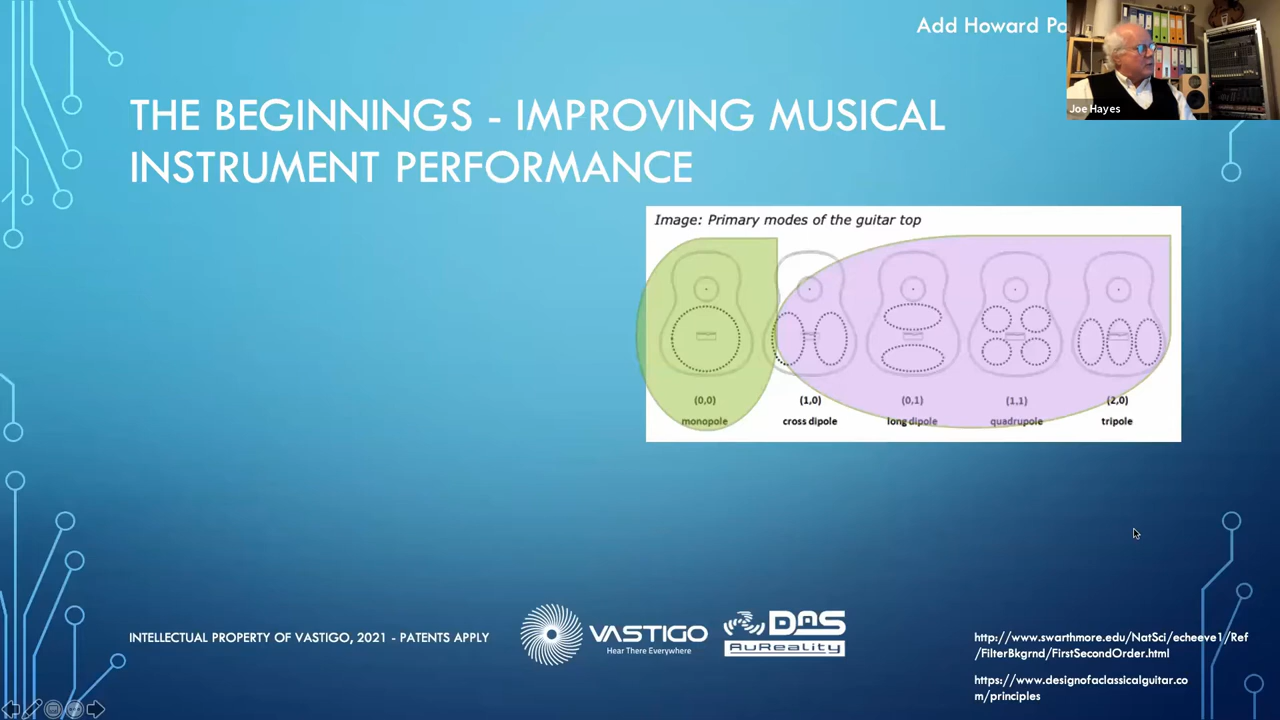 Add Howard
Joe Hayes
THE BEGINNINGS - IMPROVING MUSICAL
INSTRUMENT PERFORMANCE
Image: Primary modes of the guitar top
(0,0) (1,0) (0,1) (1,1) (2,0)
monopole cross dipole long dipole quadrupole tripole
INTELLECTUAL PROPERTY OF VASTIGO, 2021 - PATENTS APPLY
VASTIGO
Hear There Everywhere
DAS
AuReality
http://www.swarthmore.edu/NatSci/echeeve1/Ref
/FilterBkgrnd/FirstSecondOrder.html
https://www.designofaclassicalguitar.co
m/principles